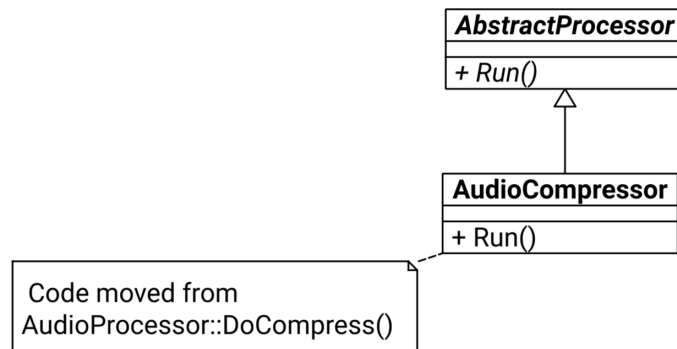 AbstractProcessor
+ Run()
AudioCompressor
+ Run()
Code moved from
AudioProcessor::DoCompress()